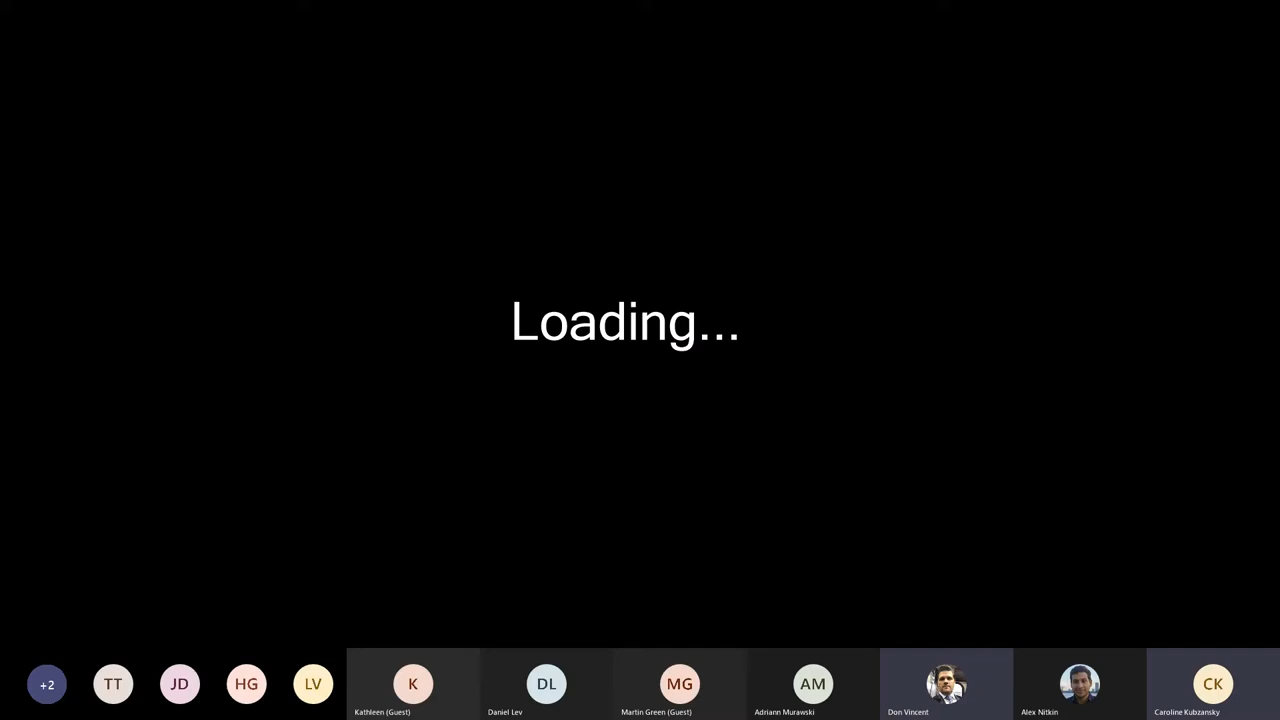 Loading...
+2
TT
JD
HG
LV
K
DL
MG
AM
CK
Kathleen (Guest)
Daniel Lev
Martin Green (Guest)
Adriann Murawski
Don Vincent
Alex Nitkin
Caroline Kubzansky